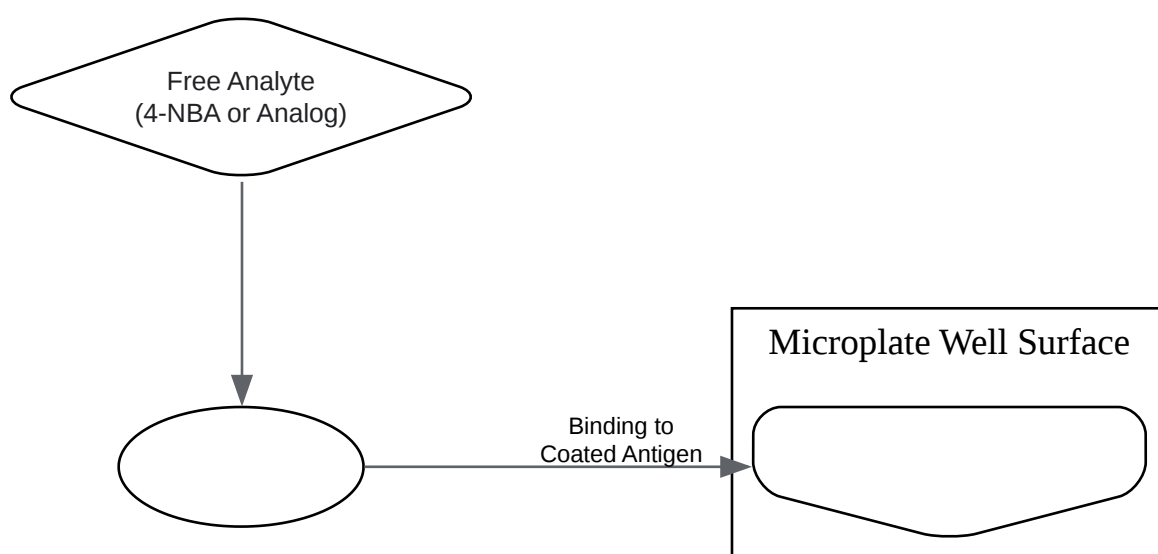 Free Analyte
(4-NBA or Analog)
Microplate Well Surface
Binding to
Coated Antigen